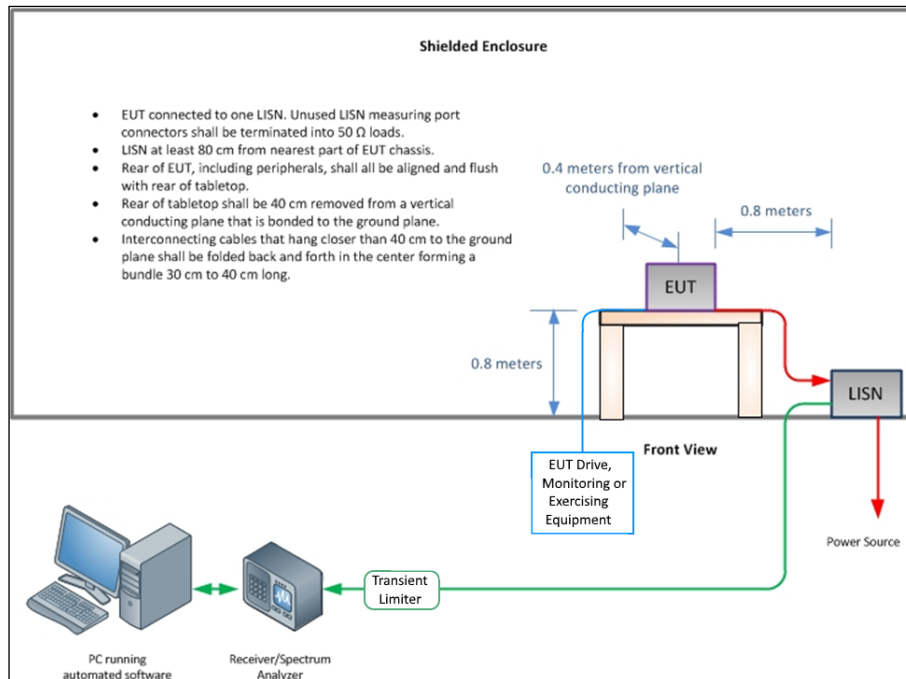 Shielded Enclosure
• EUT connected to one LISN. Unused LISN measuring port
connectors shall be terminated into 50 Ω loads.
• LISN at least 80 cm from nearest part of EUT chassis.
• Rear of EUT, including peripherals, shall all be aligned and flush
with rear of tabletop.
• Rear of tabletop shall be 40 cm removed from a vertical
conducting plane that is bonded to the ground plane.
• Interconnecting cables that hang closer than 40 cm to the ground
plane shall be folded back and forth in the center forming a
bundle 30 cm to 40 cm long.
0.4 meters from vertical
conducting plane
0.8 meters
EUT
0.8 meters
LISN
Front View
EUT Drive,
Monitoring or
Exercising
Equipment
Power Source
Transient
Limiter
PC running
automated software
Receiver/Spectrum
Analyzer